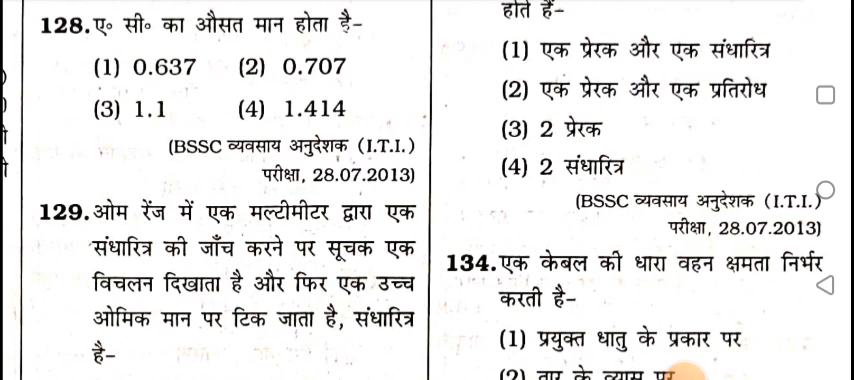 128. ए॰ सी॰ का औसत मान होता है-
(1) 0.637 (2) 0.707
(3) 1.1 (4) 1.414
(BSSC व्यवसाय अनुदेशक (I.T.I.)
परीक्षा, 28.07.2013)
129. ओम रेंज में एक मल्टीमीटर द्वारा एक
संधारित्र की जाँच करने पर सूचक एक
विचलन दिखाता है और फिर एक उच्च
ओमिक मान पर टिक जाता है, संधारित्र
है-
होते हैं-
(1) एक प्रेरक और एक संधारित्र
(2) एक प्रेरक और एक प्रतिरोध
(3) 2 प्रेरक
(4) 2 संधारित्र
(BSSC व्यवसाय अनुदेशक (I.T.I.)
परीक्षा, 28.07.2013)
134. एक केबल की धारा वहन क्षमता निर्भर
करती है-
(1) प्रयुक्त धातु के प्रकार पर
(2) तार के व्यास पर